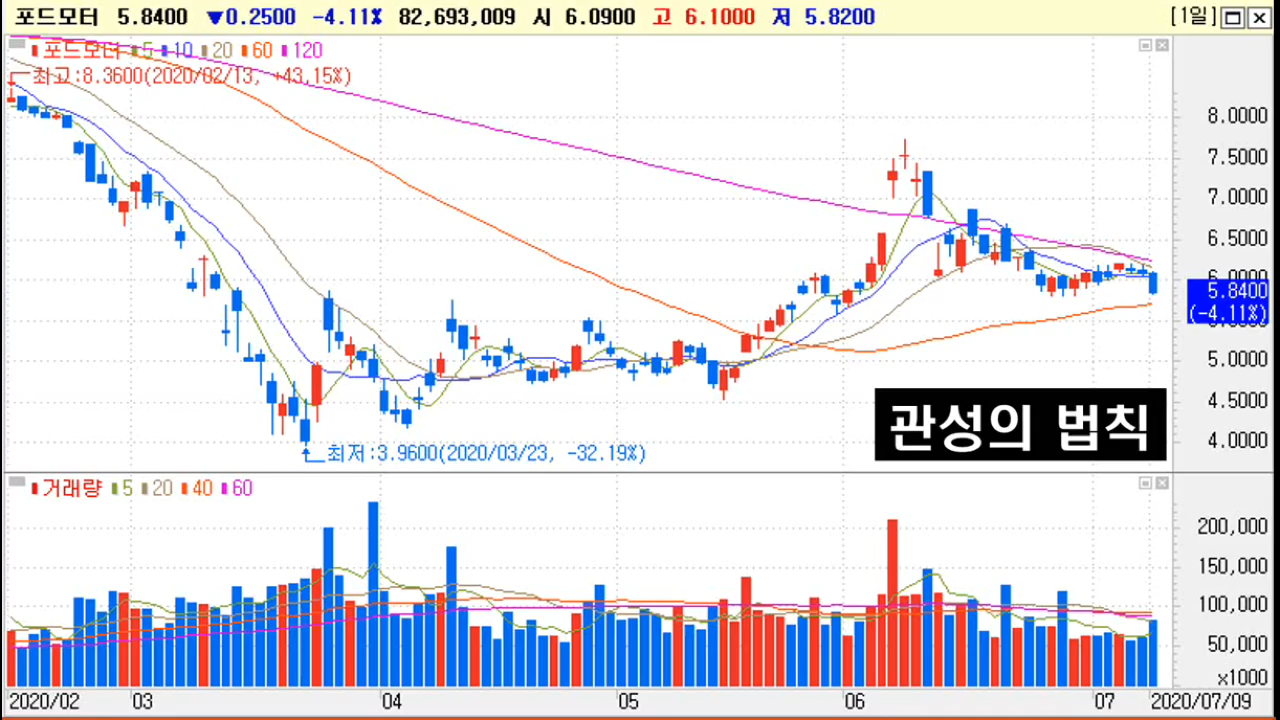 포드모터 5.8400 ▼0.2500 -4.11% 82,693,009 시 6.0900 고 6.1000 저 5.8200 [1일]
포드모터 5 10 20 60 120
최고:8.3600(2020/02/13, +43.15%)
8.0000
7.5000
7.0000
6.5000
6.0000
5.8400
(-4.11%)
5.0000
4.5000
4.0000
관성의 법칙
최저:3.9600(2020/03/23, -32.19%)
거래량 5 20 40 60
200,000
150,000
100,000
50,000
x1000
2020/02 03 04 05 06 07 2020/07/09